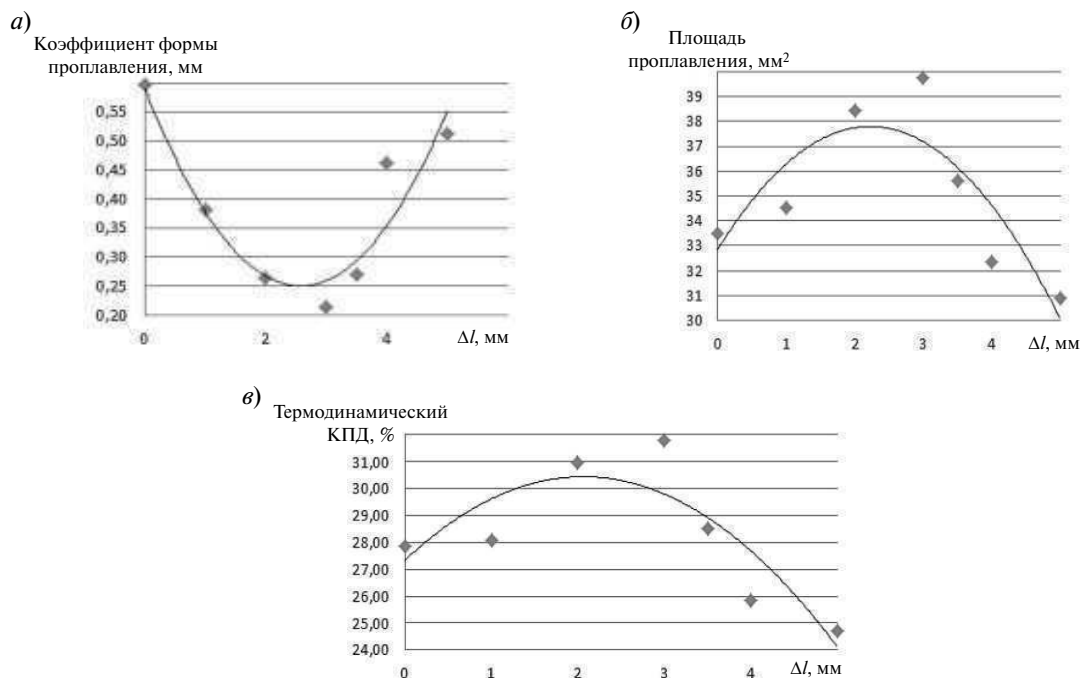 а)
Коэффициент формы
проплавления, мм
0,55
0,50
0,45
0,40
0,35
0,30
0,25
0,20
0 2 4 Δl, мм
б)
Площадь
проплавления, мм²
39
38
37
36
35
34
33
32
31
30
0 1 2 3 4 Δl, мм
в)
Термодинамический
КПД, %
31,00
30,00
29,00
28,00
27,00
26,00
25,00
24,00
0 1 2 3 4 Δl, мм